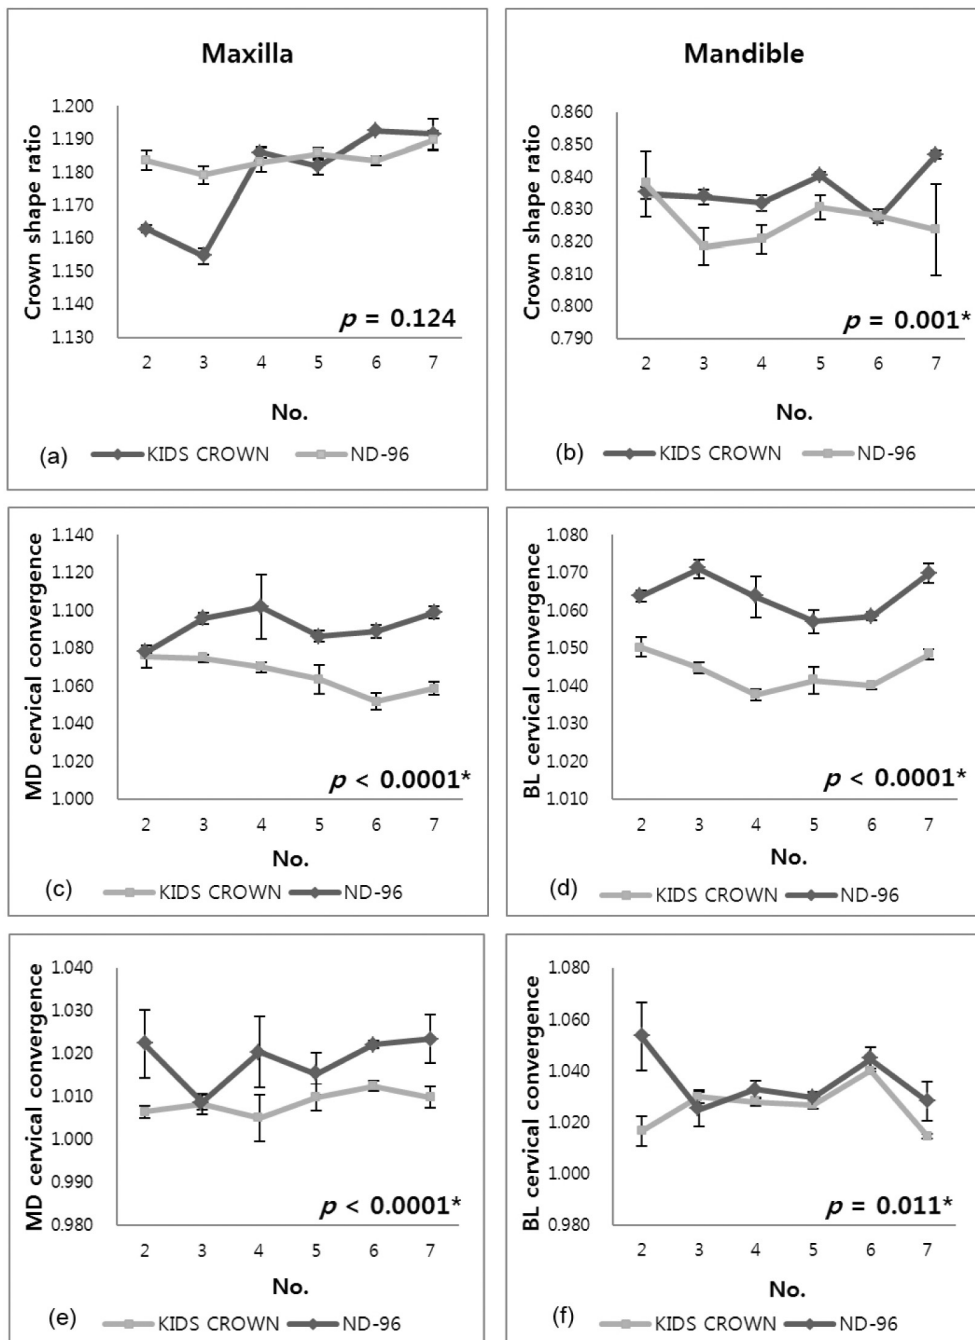 Maxilla
Crown shape ratio
1.200
1.190
1.180
1.170
1.160
1.150
1.140
1.130
p = 0.124
2 3 4 5 6 7
No.
(a) KIDS CROWN ND-96
Mandible
Crown shape ratio
0.860
0.850
0.840
0.830
0.820
0.810
0.800
0.790
p = 0.001*
2 3 4 5 6 7
No.
(b) KIDS CROWN ND-96
MD cervical convergence
1.140
1.120
1.100
1.080
1.060
1.040
1.020
1.000
p < 0.0001*
2 3 4 5 6 7
No.
(c) KIDS CROWN ND-96
BL cervical convergence
1.080
1.070
1.060
1.050
1.040
1.030
1.020
1.010
p < 0.0001*
2 3 4 5 6 7
No.
(d) KIDS CROWN ND-96
MD cervical convergence
1.040
1.030
1.020
1.010
1.000
0.990
0.980
p < 0.0001*
2 3 4 5 6 7
No.
(e) KIDS CROWN ND-96
BL cervical convergence
1.080
1.060
1.040
1.020
1.000
0.980
p = 0.011*
2 3 4 5 6 7
No.
(f) KIDS CROWN ND-96